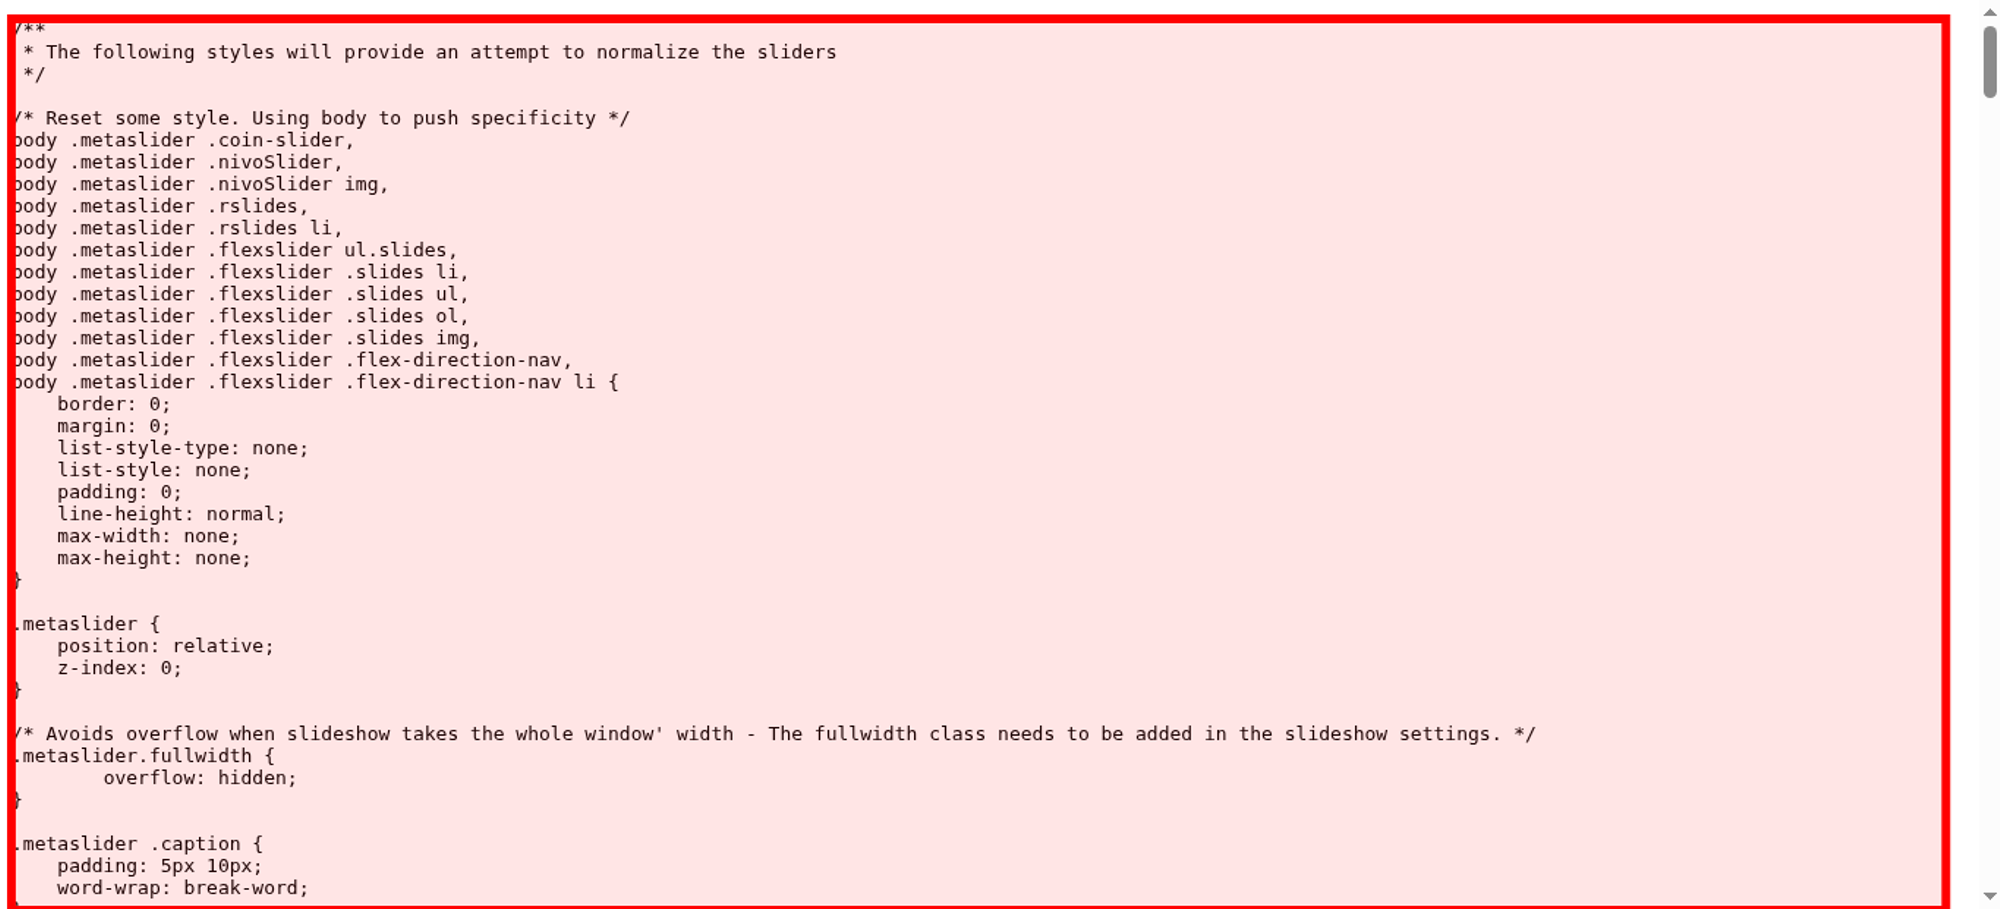 /**
 * The following styles will provide an attempt to normalize the sliders
 */

/* Reset some style. Using body to push specificity */
body .metaslider .coin-slider,
body .metaslider .nivoSlider,
body .metaslider .nivoSlider img,
body .metaslider .rslides,
body .metaslider .rslides li,
body .metaslider .flexslider ul.slides,
body .metaslider .flexslider .slides li,
body .metaslider .flexslider .slides ul,
body .metaslider .flexslider .slides ol,
body .metaslider .flexslider .slides img,
body .metaslider .flexslider .flex-direction-nav,
body .metaslider .flexslider .flex-direction-nav li {
    border: 0;
    margin: 0;
    list-style-type: none;
    list-style: none;
    padding: 0;
    line-height: normal;
    max-width: none;
    max-height: none;
}

.metaslider {
    position: relative;
    z-index: 0;
}

/* Avoids overflow when slideshow takes the whole window' width - The fullwidth class needs to be added in the slideshow settings. */
.metaslider.fullwidth {
        overflow: hidden;
}

.metaslider .caption {
    padding: 5px 10px;
    word-wrap: break-word;